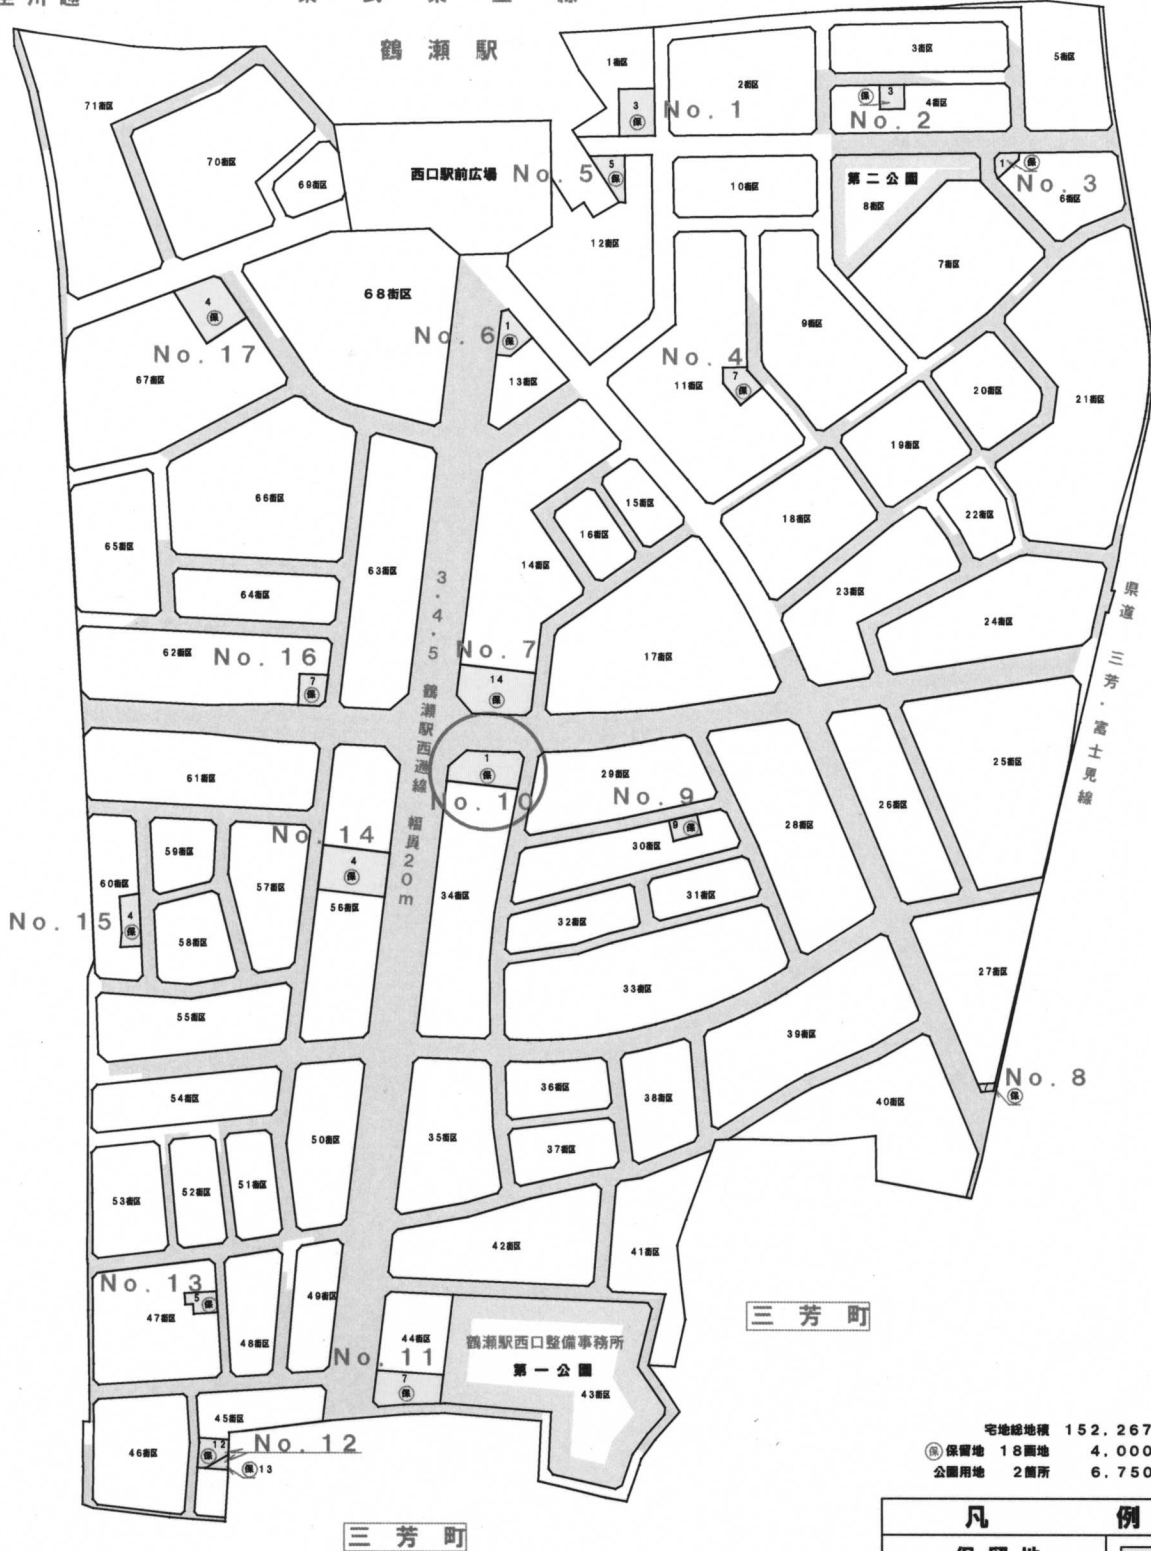 鶴瀬駅
1街区
2街区
3街区
5街区
71街区
3
保
No. 1
保
3
4街区
No. 2
70街区
69街区
西口駅前広場
No. 5
5
保
10街区
第二公園
8街区
1
保
No. 3
6街区
12街区
7街区
68街区
4
保
No. 17
67街区
No. 6
1
保
13街区
9街区
No. 4
7
保
11街区
20街区
21街区
19街区
66街区
65街区
15街区
16街区
18街区
22街区
14街区
63街区
64街区
23街区
24街区
県道 三芳・富士見線
3・4・5 鶴瀬駅西通線 幅員20m
62街区
No. 16
7
保
No. 7
14
保
17街区
61街区
1
保
No. 10
29街区
No. 9
9
保
30街区
25街区
26街区
28街区
No. 14
4
保
56街区
59街区
57街区
60街区
4
保
No. 15
58街区
34街区
31街区
32街区
33街区
27街区
55街区
39街区
No. 8
保
40街区
54街区
50街区
35街区
36街区
37街区
38街区
53街区
52街区
51街区
42街区
41街区
No. 13
5
保
47街区
48街区
49街区
44街区
No. 11
7
保
鶴瀬駅西口整備事務所
第一公園
43街区
三芳町
45街区
46街区
12
保
No. 12
保
13
三芳町
宅地総地積 152,267
保 保留地 18画地 4,000
公園用地 2箇所 6,750
凡例